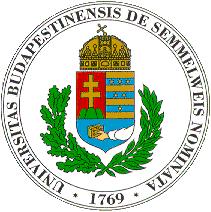 UNIVERSITAS BUDAPESTINENSIS DE SEMMELWEIS NOMINATA
* 1769 *